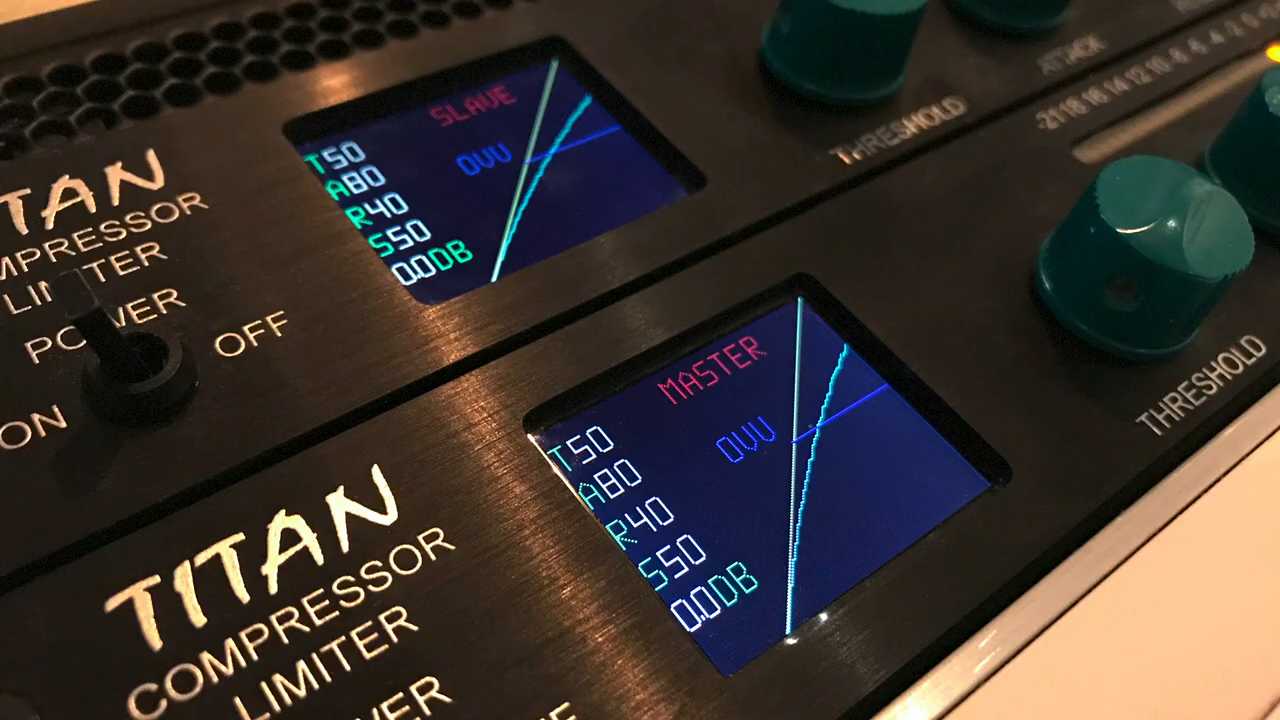 SLAVE
0VU
T50
A80
R40
S50
0.0DB
TITAN
COMPRESSOR
LIMITER
POWER
OFF
ON
THRESHOLD
ATTACK
-21 18 16 14 12 10 -8 -6 -4 -2 0
MASTER
0VU
T50
A80
R40
S50
0.0DB
TITAN
COMPRESSOR
LIMITER
THRESHOLD